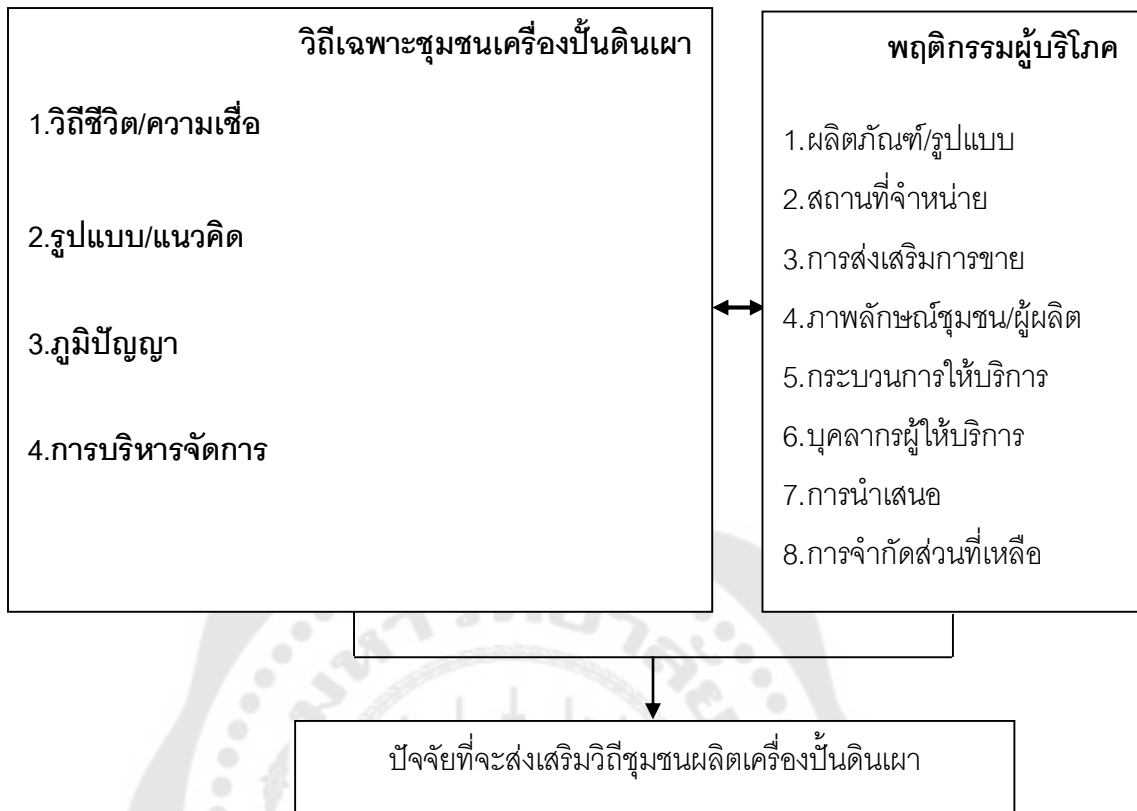 วิถีเฉพาะชุมชนเครื่องปั้นดินเผา
1.วิถีชีวิต/ความเชื่อ
2.รูปแบบ/แนวคิด
3.ภูมิปัญญา
4.การบริหารจัดการ
พฤติกรรมผู้บริโภค
1.ผลิตภัณฑ์/รูปแบบ
2.สถานที่จำหน่าย
3.การส่งเสริมการขาย
4.ภาพลักษณ์ชุมชน/ผู้ผลิต
5.กระบวนการให้บริการ
6.บุคลากรผู้ให้บริการ
7.การนำเสนอ
8.การจำกัดส่วนที่เหลือ
ปัจจัยที่จะส่งเสริมวิถีชุมชนผลิตเครื่องปั้นดินเผา